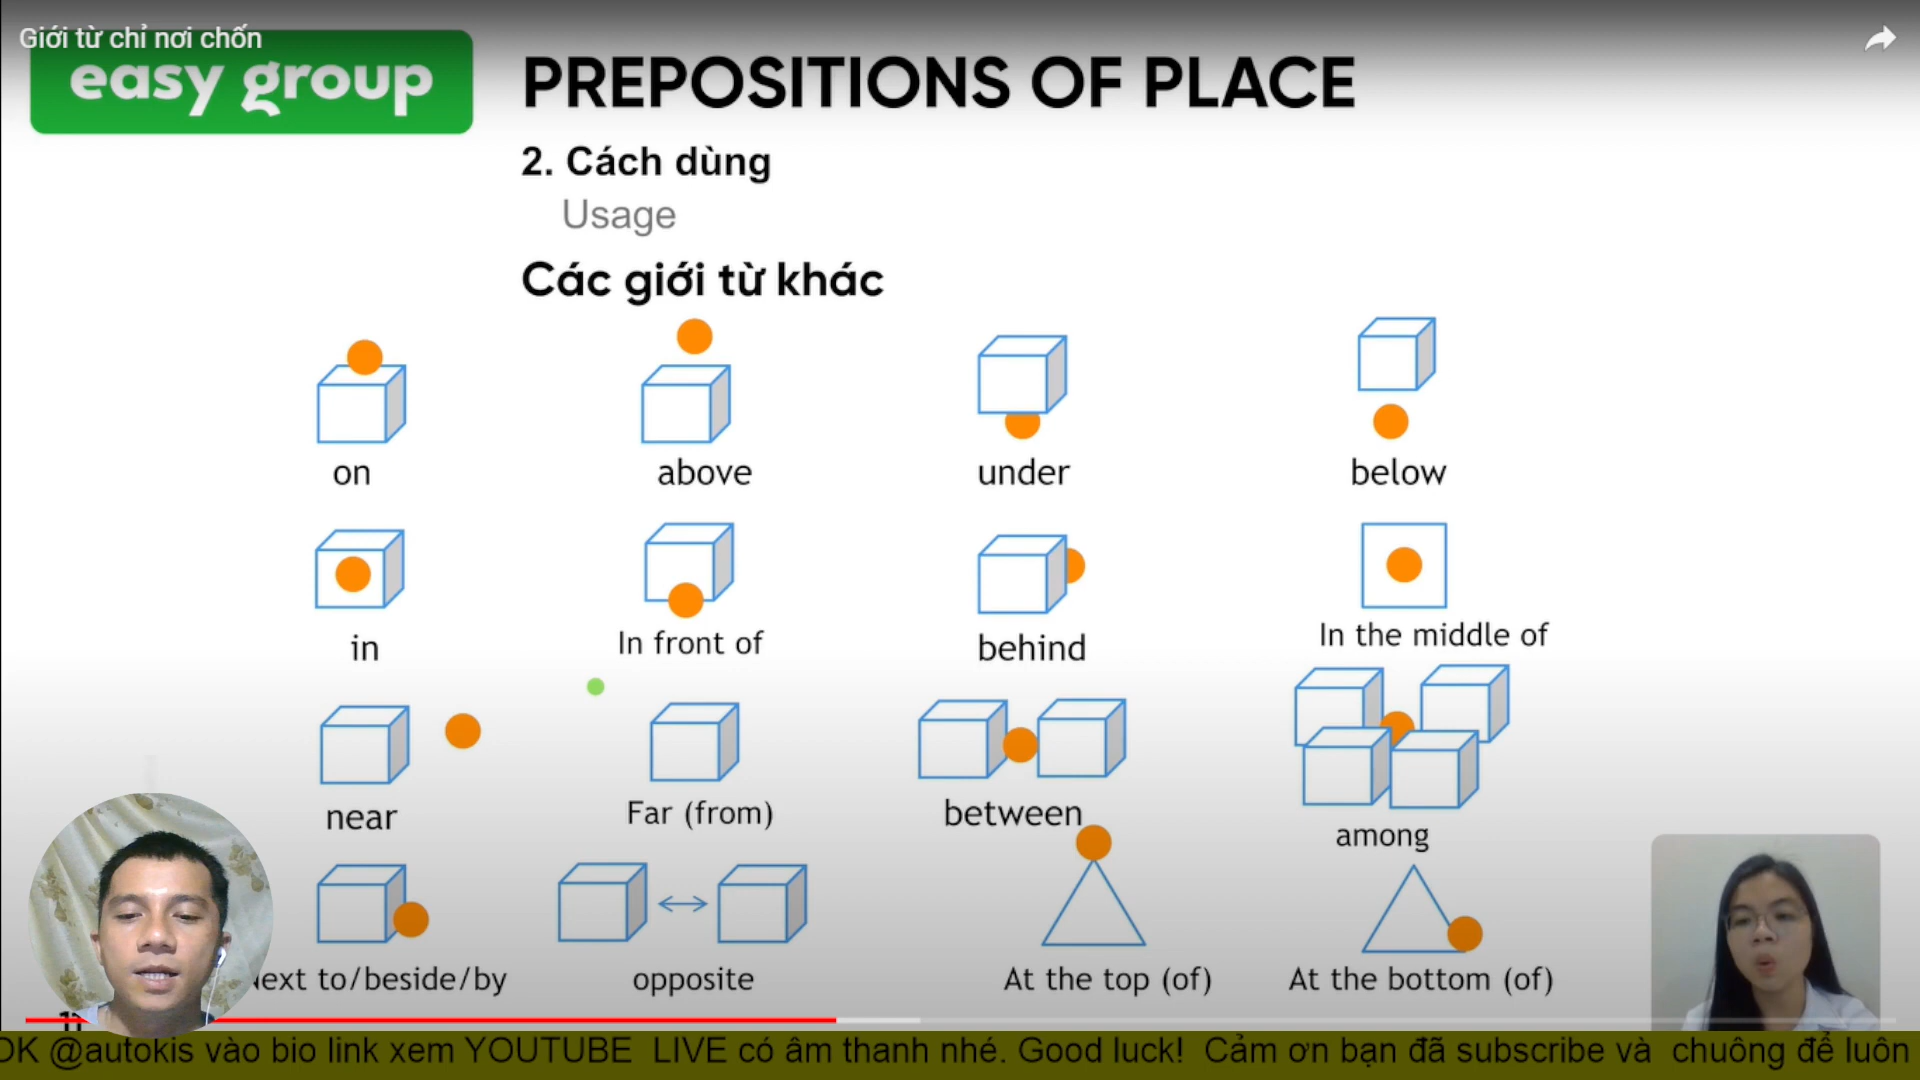 Giới từ chỉ nơi chốn
easy group
PREPOSITIONS OF PLACE
2. Cách dùng
Usage
Các giới từ khác
on above under below
in In front of behind In the middle of
near Far (from) between among
to/beside/by opposite At the top (of) At the bottom (of)
@autokis vào bio link xem YOUTUBE LIVE có âm thanh nhé. Good luck! Cảm ơn bạn đã subscribe và chuông để luôn